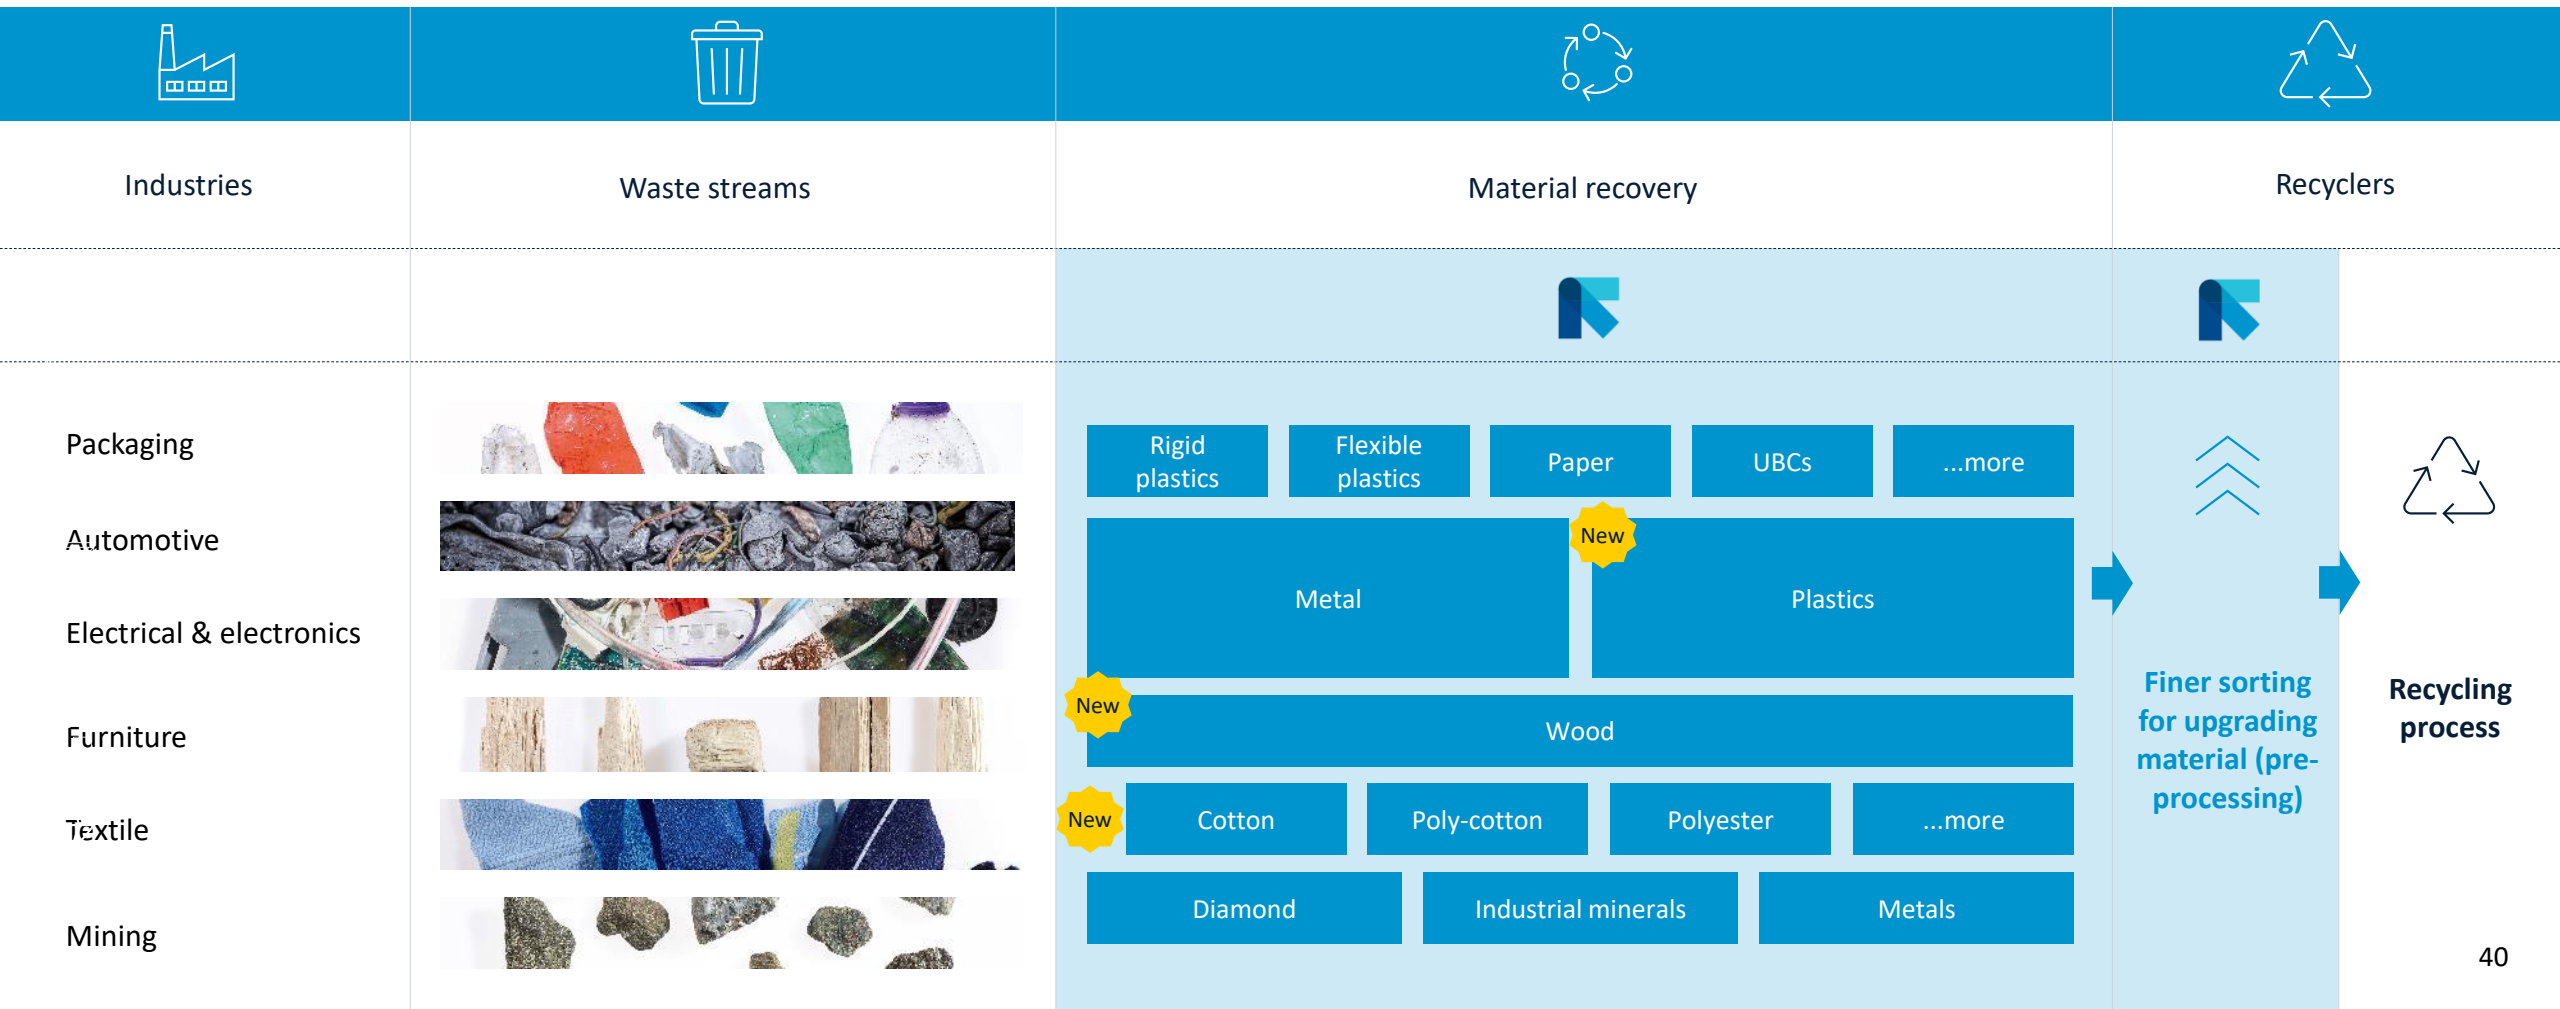 Industries
Waste streams
Material recovery
Recyclers
Packaging
Rigid
plastics
Flexible
plastics
Paper
UBCs
...more
Automotive
New
Metal
Plastics
Electrical & electronics
New
Furniture
Wood
Textile
New
Cotton
Poly-cotton
Polyester
...more
Mining
Diamond
Industrial minerals
Metals
Finer sorting
for upgrading
material (pre-
processing)
Recycling
process
40